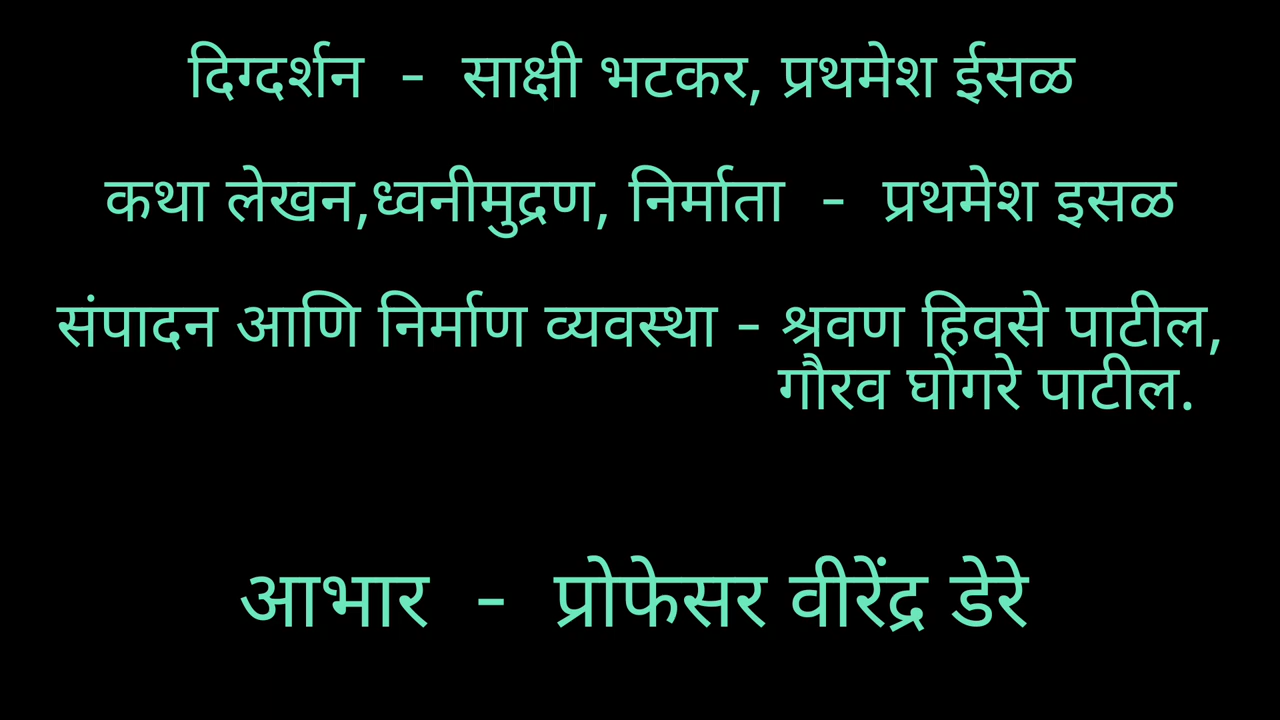 दिग्दर्शन - साक्षी भटकर, प्रथमेश ईसळ
कथा लेखन,ध्वनीमुद्रण, निर्माता - प्रथमेश इसळ
संपादन आणि निर्माण व्यवस्था - श्रवण हिवसे पाटील,
गौरव घोगरे पाटील.
आभार - प्रोफेसर वीरेंद्र डेरे